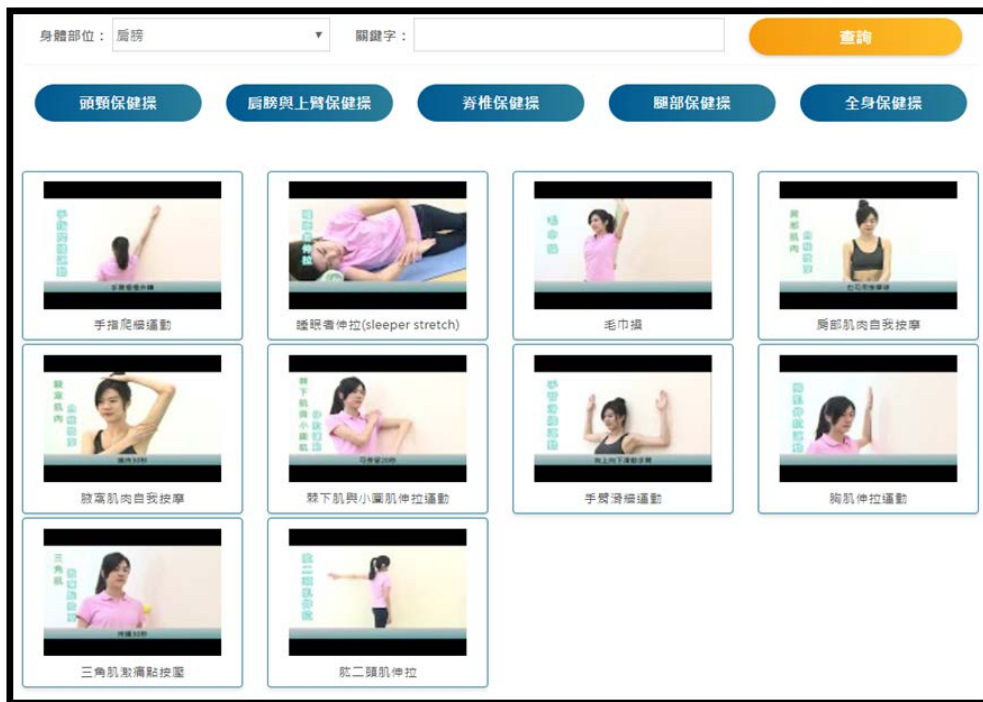 身體部位： 肩膀 ▼ 關鍵字： 查詢
頭頸保健操 肩膀與上臂保健操 脊椎保健操 腿部保健操 全身保健操
手指爬牆運動 睡眠者伸拉(sleeper stretch) 毛巾操 肩部肌肉自我按摩
腋窩肌肉自我按摩 棘下肌與小圓肌伸拉運動 手臂滑牆運動 胸肌伸拉運動
三角肌激痛點按壓 肱二頭肌伸拉